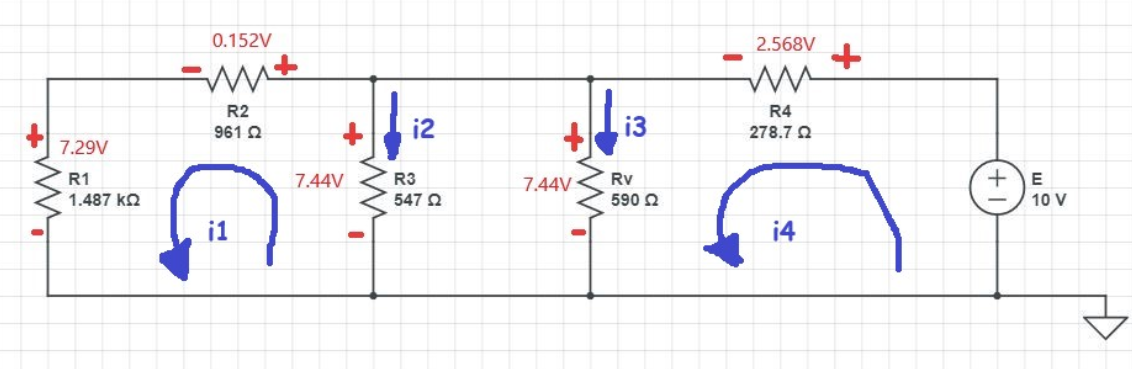 0.152V
- +
R2
961 Ω
2.568V
- +
R4
278.7 Ω
+
7.29V
R1
1.487 kΩ
-
i1
i2
+
7.44V
R3
547 Ω
-
i3
+
7.44V
Rv
590 Ω
-
i4
+
-
E
10 V